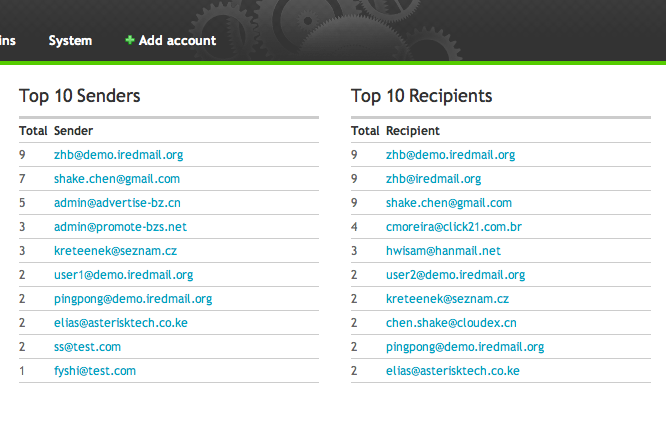 ins System Add account
Top 10 Senders
Total Sender
9 zhb@demo.iredmail.org
7 shake.chen@gmail.com
5 admin@advertise-bz.cn
3 admin@promote-bzs.net
3 kreteenek@seznam.cz
2 user1@demo.iredmail.org
2 pingpong@demo.iredmail.org
2 elias@asterisktech.co.ke
2 ss@test.com
1 fyshi@test.com
Top 10 Recipients
Total Recipient
9 zhb@demo.iredmail.org
9 zhb@iredmail.org
9 shake.chen@gmail.com
4 cmoreira@click21.com.br
3 hwisam@hanmail.net
2 user2@demo.iredmail.org
2 kreteenek@seznam.cz
2 chen.shake@cloudex.cn
2 pingpong@demo.iredmail.org
2 elias@asterisktech.co.ke